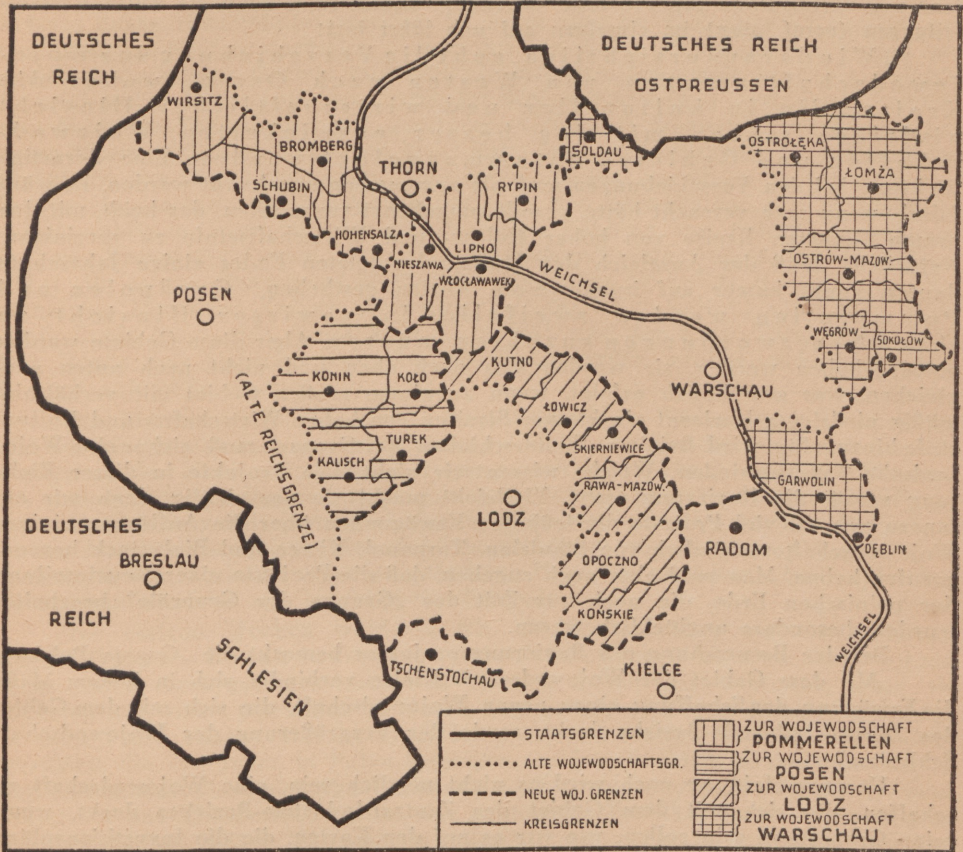 DEUTSCHES
REICH
DEUTSCHES REICH
OSTPREUSSEN
WIRSITZ
BROMBERG
SCHUBIN
THORN
SOLDAU
RYPIN
OSTROŁĘKA
ŁOMŻA
HOHENSALZA
NIESZAWA
LIPNO
WŁOCŁAWAWEK
WEICHSEL
OSTRÓW-MAZOW.
POSEN
WĘGRÓW
SOKOŁÓW
KONIN
KOŁO
KUTNO
WARSCHAU
(ALTE REICHSGRENZE)
ŁOWICZ
TUREK
SKIERNIEWICE
KALISCH
RAWA-MAZOW.
GARWOLIN
LODZ
RADOM
DĘBLIN
DEUTSCHES
BRESLAU
REICH
OPOCZNO
KOŃSKIE
SCHLESIEN
TSCHENSTOCHAU
KIELCE
WEICHSEL
STAATSGRENZEN
ALTE WOJEWODSCHAFTSGR.
NEUE WOJ. GRENZEN
KREISGRENZEN
ZUR WOJEWODSCHAFT
POMMERELLEN
ZUR WOJEWODSCHAFT
POSEN
ZUR WOJEWODSCHAFT
LODZ
ZUR WOJEWODSCHAFT
WARSCHAU